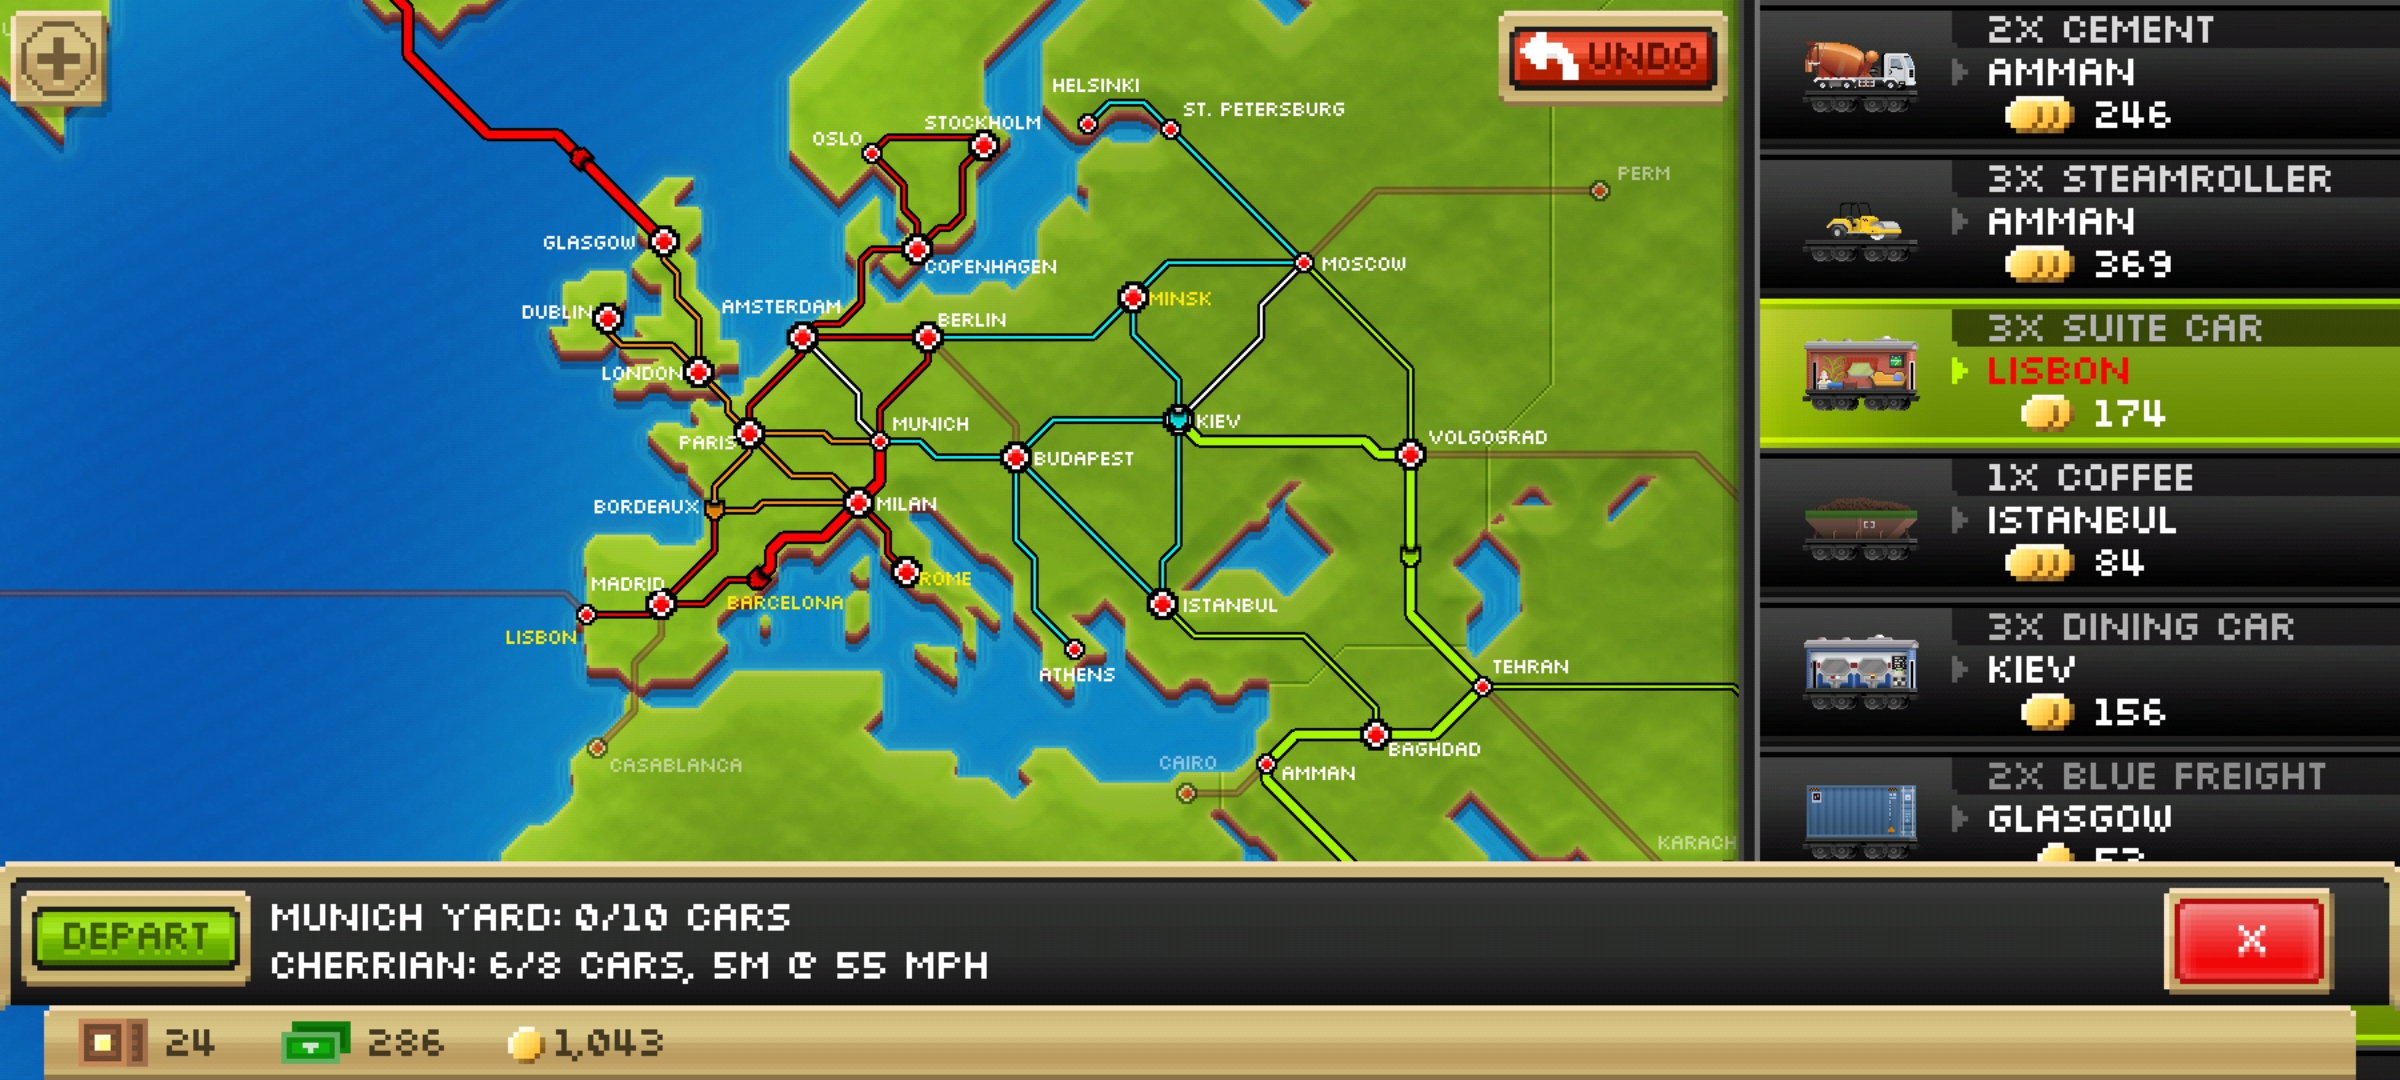 UNDO
HELSINKI
ST. PETERSBURG
STOCKHOLM
OSLO
PERM
GLASGOW
COPENHAGEN
MOSCOW
DUBLIN
AMSTERDAM
BERLIN
MINSK
LONDON
PARIS
MUNICH
KIEV
VOLGOGRAD
BUDAPEST
BORDEAUX
MILAN
MADRID
ROME
BARCELONA
ISTANBUL
LISBON
ATHENS
TEHRAN
CASABLANCA
CAIRO
AMMAN
BAGHDAD
KARACH
2X CEMENT
AMMAN
246
3X STEAMROLLER
AMMAN
369
3X SUITE CAR
LISBON
174
1X COFFEE
ISTANBUL
84
3X DINING CAR
KIEV
156
2X BLUE FREIGHT
GLASGOW
DEPART
MUNICH YARD: 0/10 CARS
CHERRIAN: 6/8 CARS, 5M @ 55 MPH
X
24
286
1,043